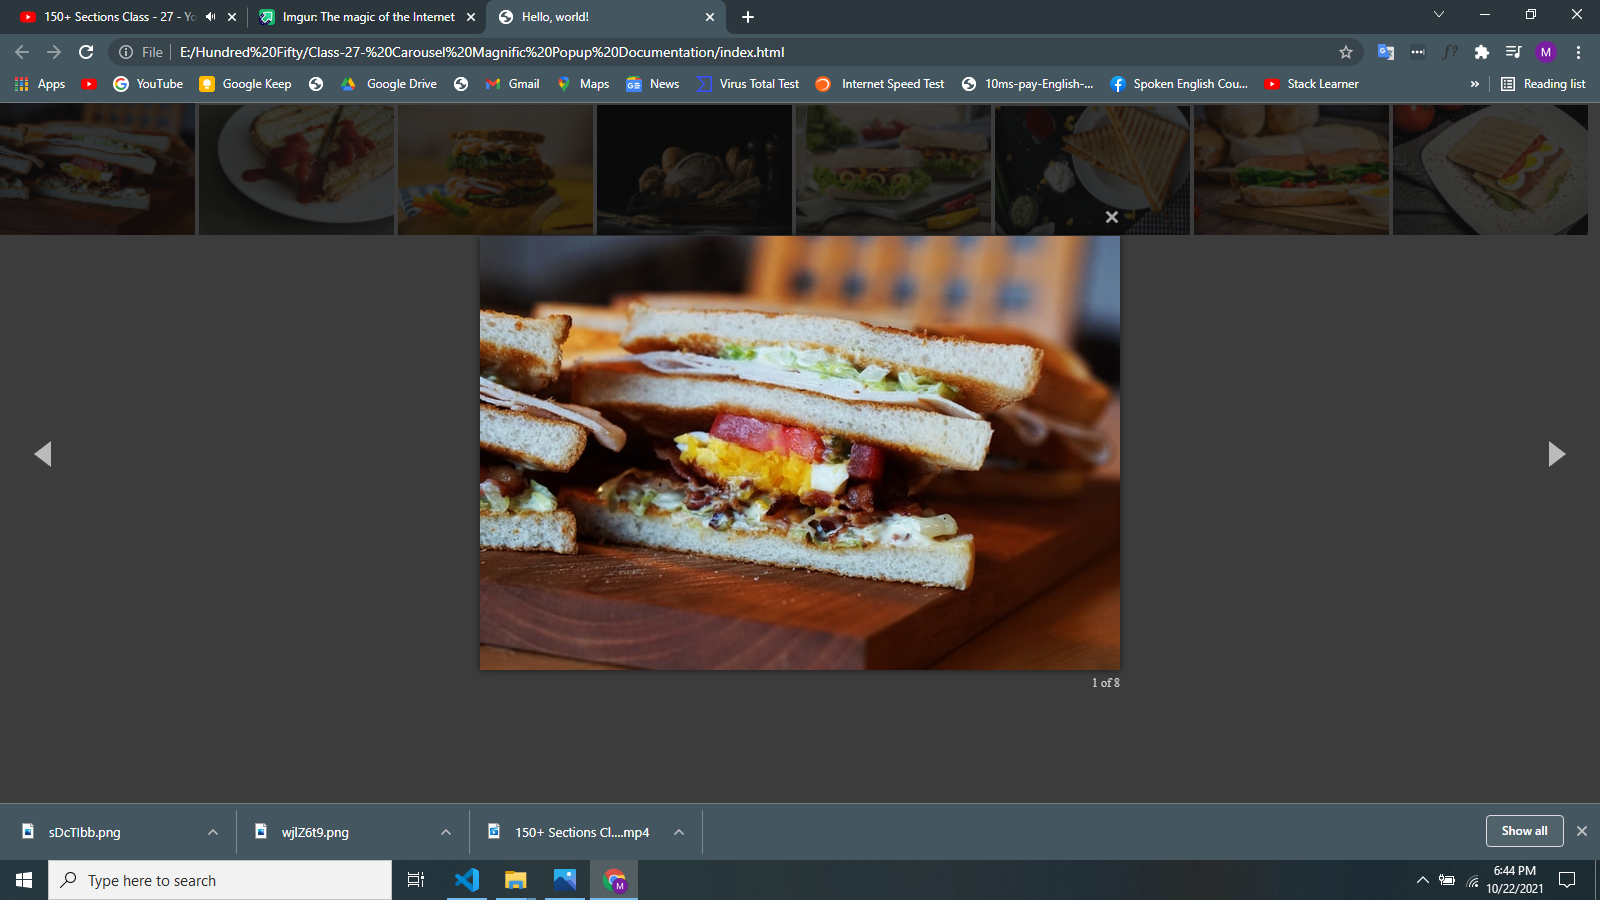 150+ Sections Class - 27 - Yo
Imgur: The magic of the Internet
Hello, world!
File
E:/Hundred%20Fifty/Class-27-%20Carousel%20Magnific%20Popup%20Documentation/index.html
M
Apps
YouTube
Google Keep
Google Drive
Gmail
Maps
News
Virus Total Test
Internet Speed Test
10ms-pay-English-...
Spoken English Cou...
Stack Learner
»
Reading list
1 of 8
sDcTIbb.png
wjlZ6t9.png
150+ Sections Cl....mp4
Show all
Type here to search
M
6:44 PM
10/22/2021